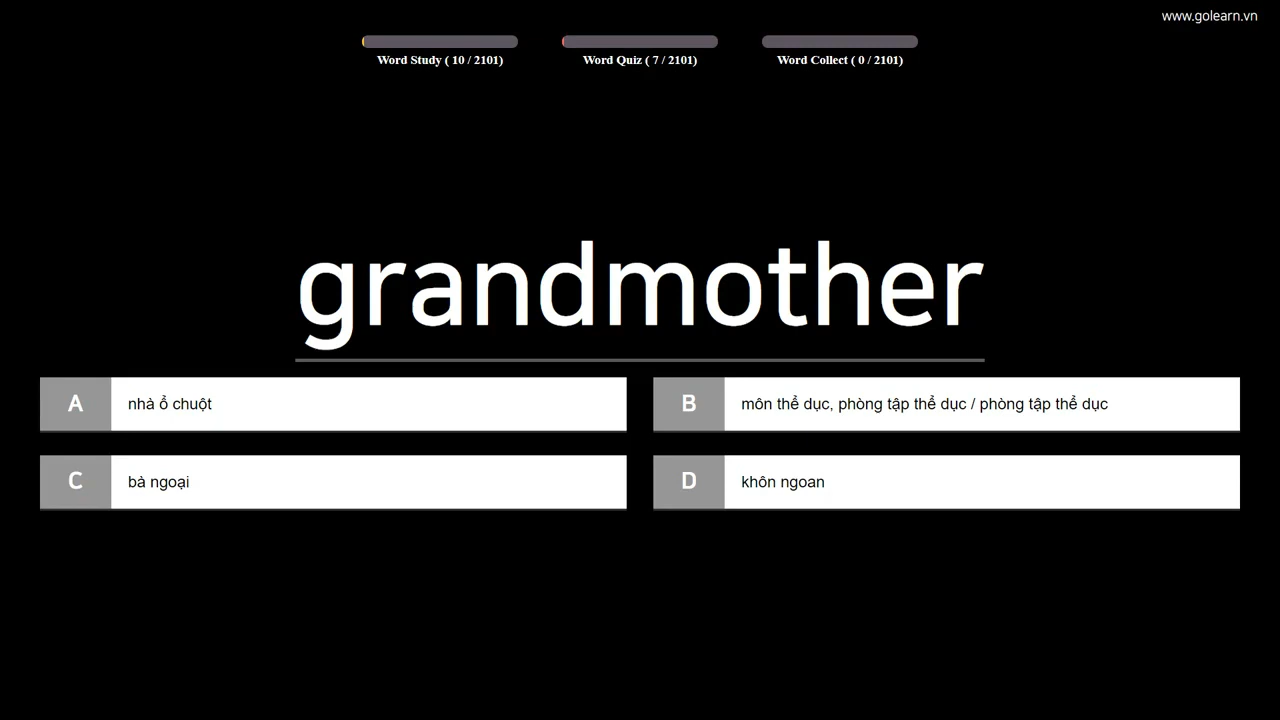 www.golearn.vn
Word Study ( 10 / 2101)
Word Quiz ( 7 / 2101)
Word Collect ( 0 / 2101)
grandmother
A nhà ổ chuột
B môn thể dục, phòng tập thể dục / phòng tập thể dục
C bà ngoại
D khôn ngoan